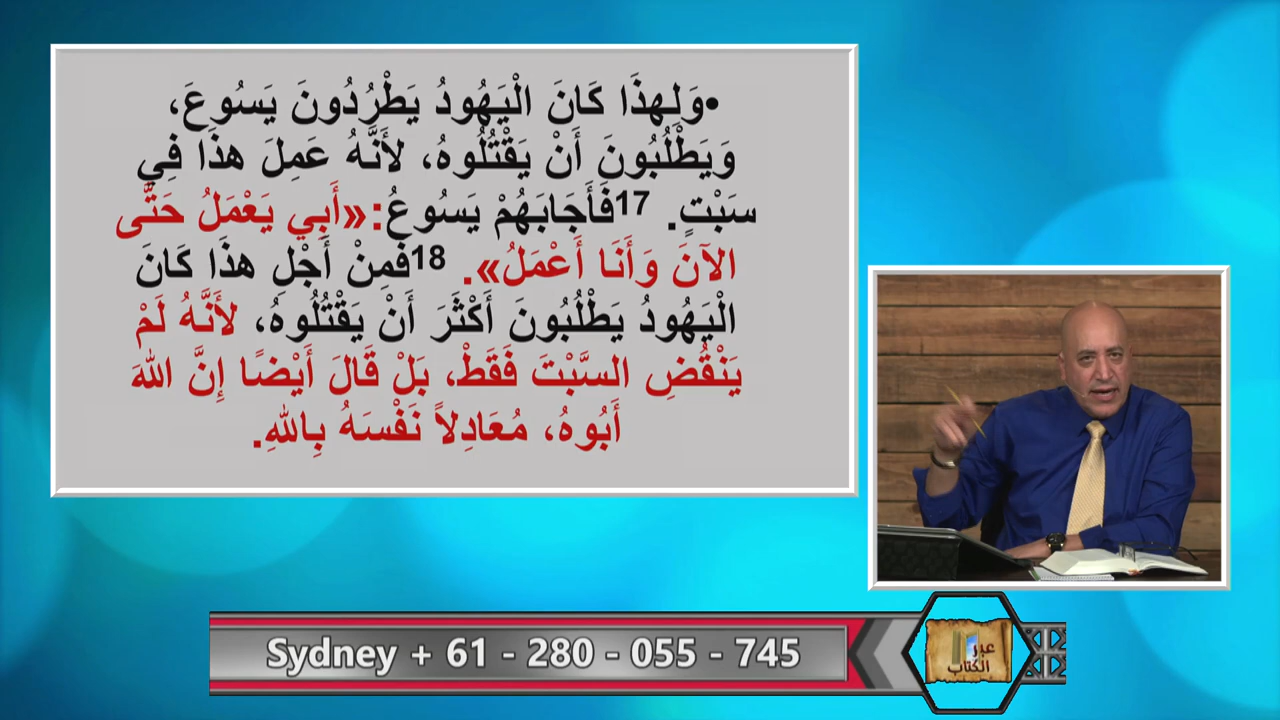 •وَلِهذَا كَانَ الْيَهُودُ يَطْرُدُونَ يَسُوعَ،
وَيَطْلُبُونَ أَنْ يَقْتُلُوهُ، لأَنَّهُ عَمِلَ هذَا فِي
سَبْتٍ. 17فَأَجَابَهُمْ يَسُوعُ:«أَبِي يَعْمَلُ حَتَّى
الآنَ وَأَنَا أَعْمَلُ». 18فَمِنْ أَجْلِ هذَا كَانَ
الْيَهُودُ يَطْلُبُونَ أَكْثَرَ أَنْ يَقْتُلُوهُ، لأَنَّهُ لَمْ
يَنْقُضِ السَّبْتَ فَقَطْ، بَلْ قَالَ أَيْضًا إِنَّ اللهَ
أَبُوهُ، مُعَادِلاً نَفْسَهُ بِاللهِ.
Sydney + 61 - 280 - 055 - 745
عبر
الكتاب